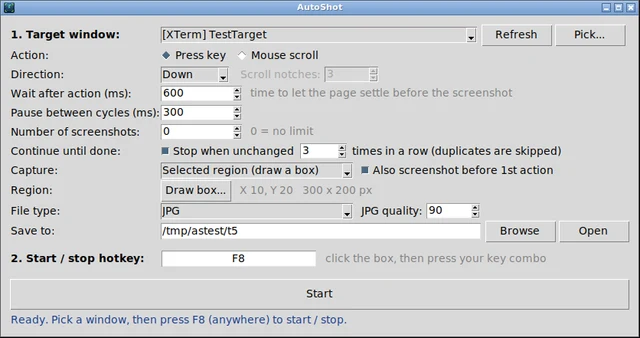 AutoShot
1. Target window: [XTerm] TestTarget Refresh Pick...
Action: Press key Mouse scroll
Direction: Down Scroll notches: 3
Wait after action (ms): 600 time to let the page settle before the screenshot
Pause between cycles (ms): 300
Number of screenshots: 0 0 = no limit
Continue until done: Stop when unchanged 3 times in a row (duplicates are skipped)
Capture: Selected region (draw a box) Also screenshot before 1st action
Region: Draw box... X 10, Y 20 300 x 200 px
File type: JPG JPG quality: 90
Save to: /tmp/astest/t5 Browse Open
2. Start / stop hotkey: F8 click the box, then press your key combo
Start
Ready. Pick a window, then press F8 (anywhere) to start / stop.